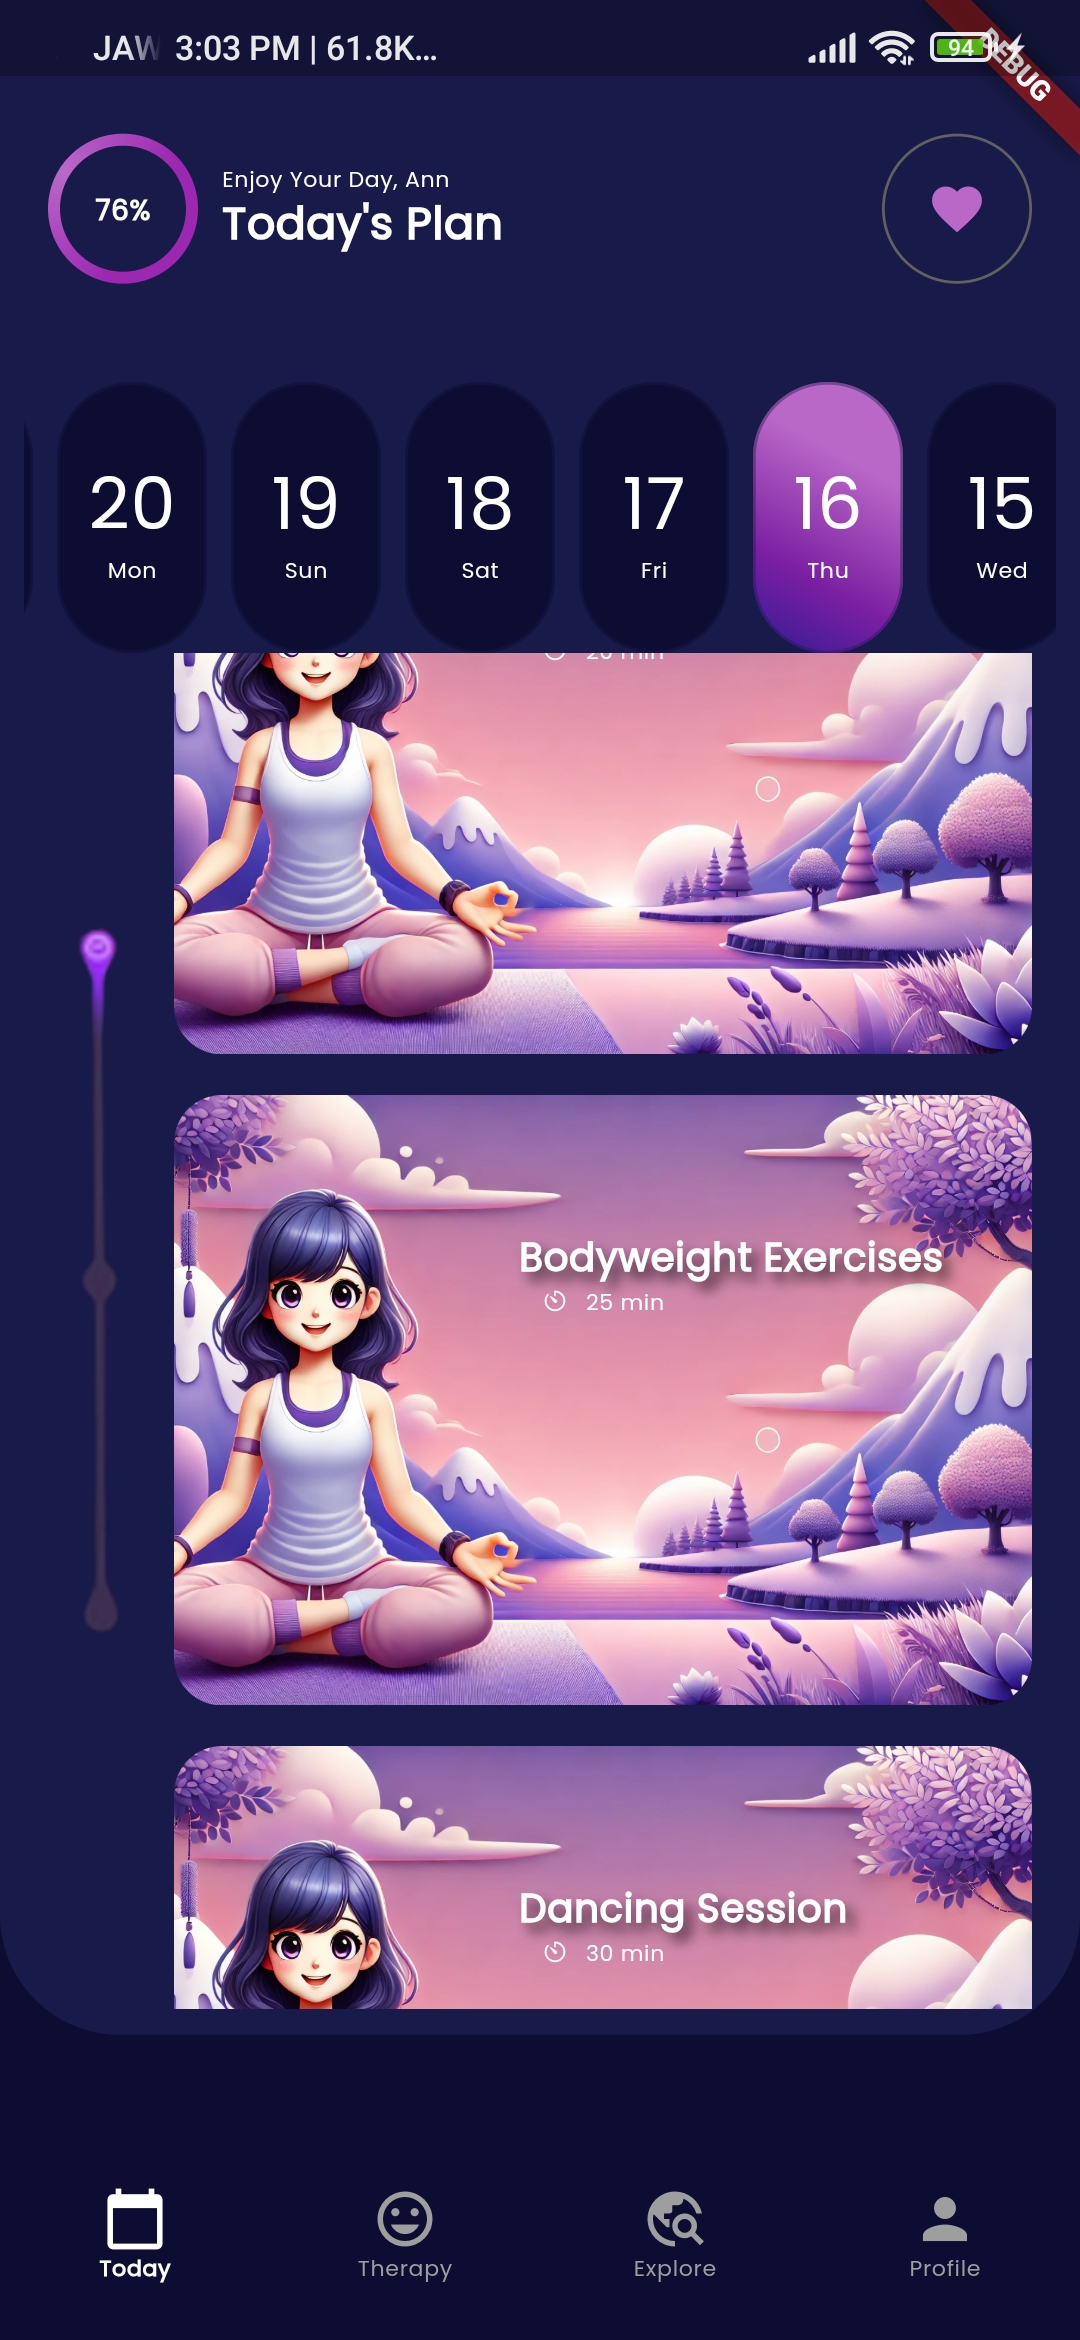 JAW 3:03 PM | 61.8K...
94
DEBUG
76%
Enjoy Your Day, Ann
Today's Plan
20 19 18 17 16 15
Mon Sun Sat Fri Thu Wed
Bodyweight Exercises
25 min
Dancing Session
30 min
Today Therapy Explore Profile